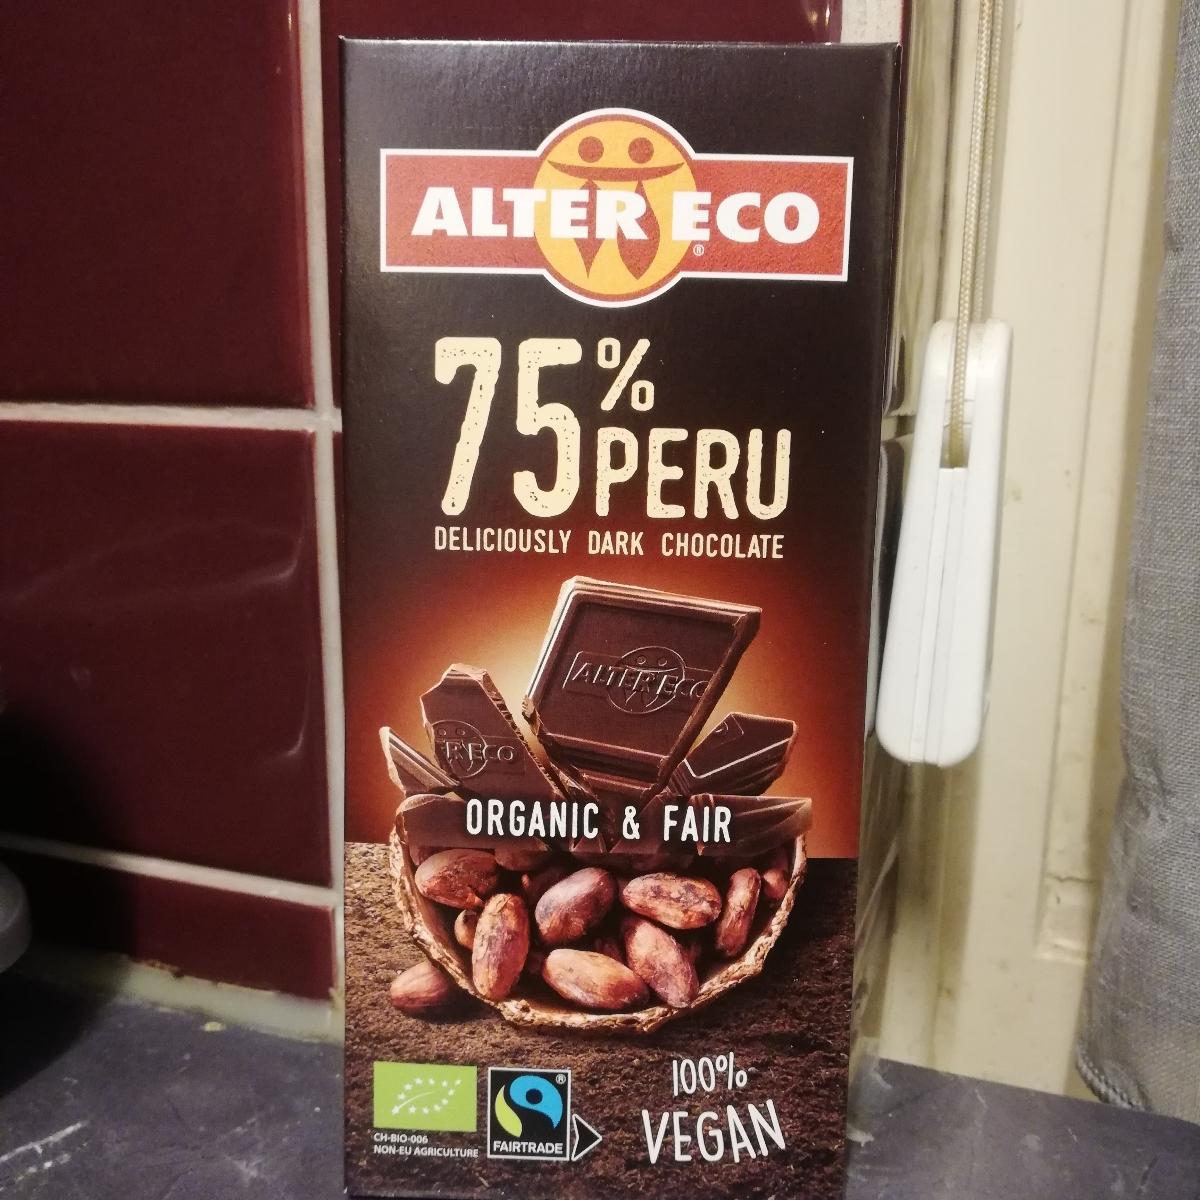 ALTER ECO
®
75% PERU
DELICIOUSLY DARK CHOCOLATE
ALTER ECO
ER ECO
ORGANIC & FAIR
100%
VEGAN
CH-BIO-006
NON-EU AGRICULTURE
®
FAIRTRADE